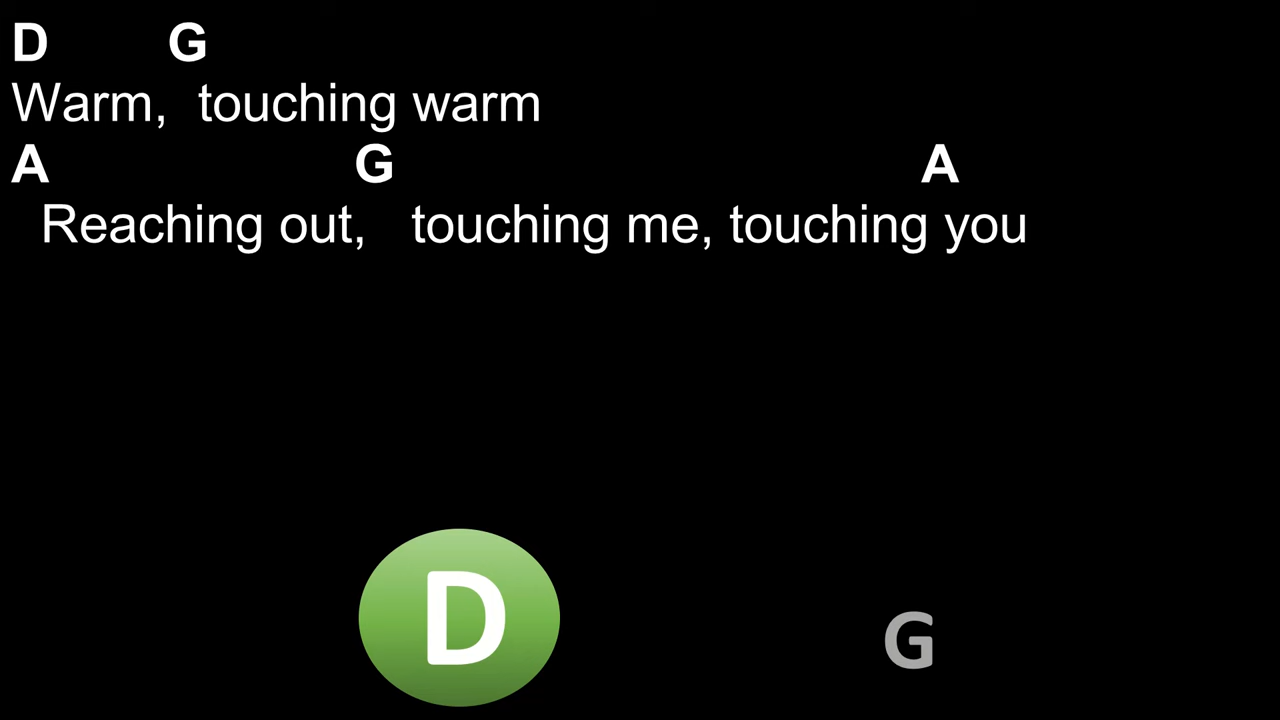 D G
Warm, touching warm
A G A
Reaching out, touching me, touching you
D G